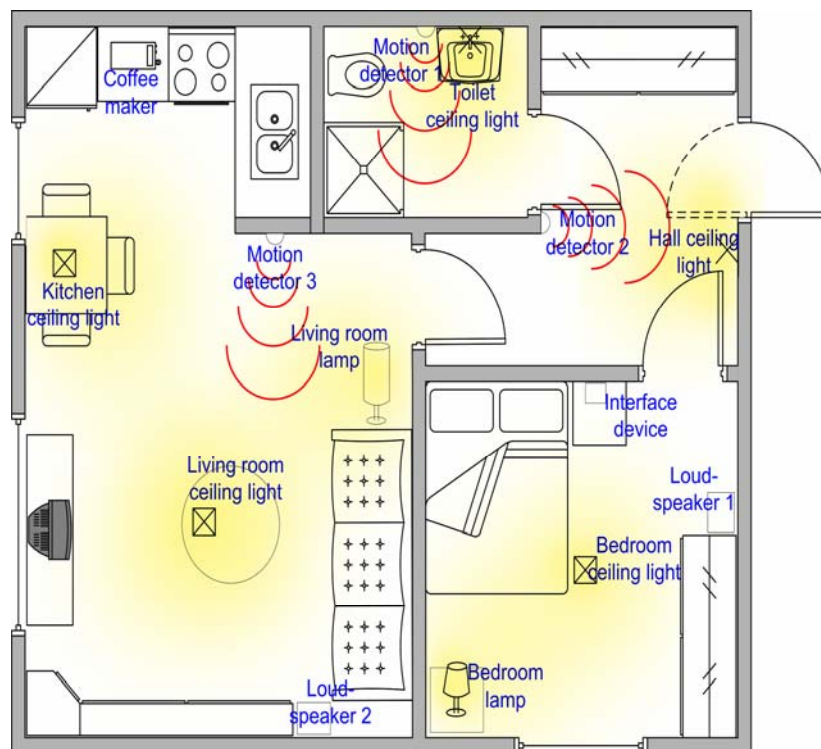 Coffee
maker
Motion
detector 1
Toilet
ceiling light
Motion
detector 2
Hall ceiling
light
Motion
detector 3
Kitchen
ceiling light
Living room
lamp
Interface
device
Living room
ceiling light
Loud-
speaker 1
Bedroom
ceiling light
Bedroom
lamp
Loud-
speaker 2